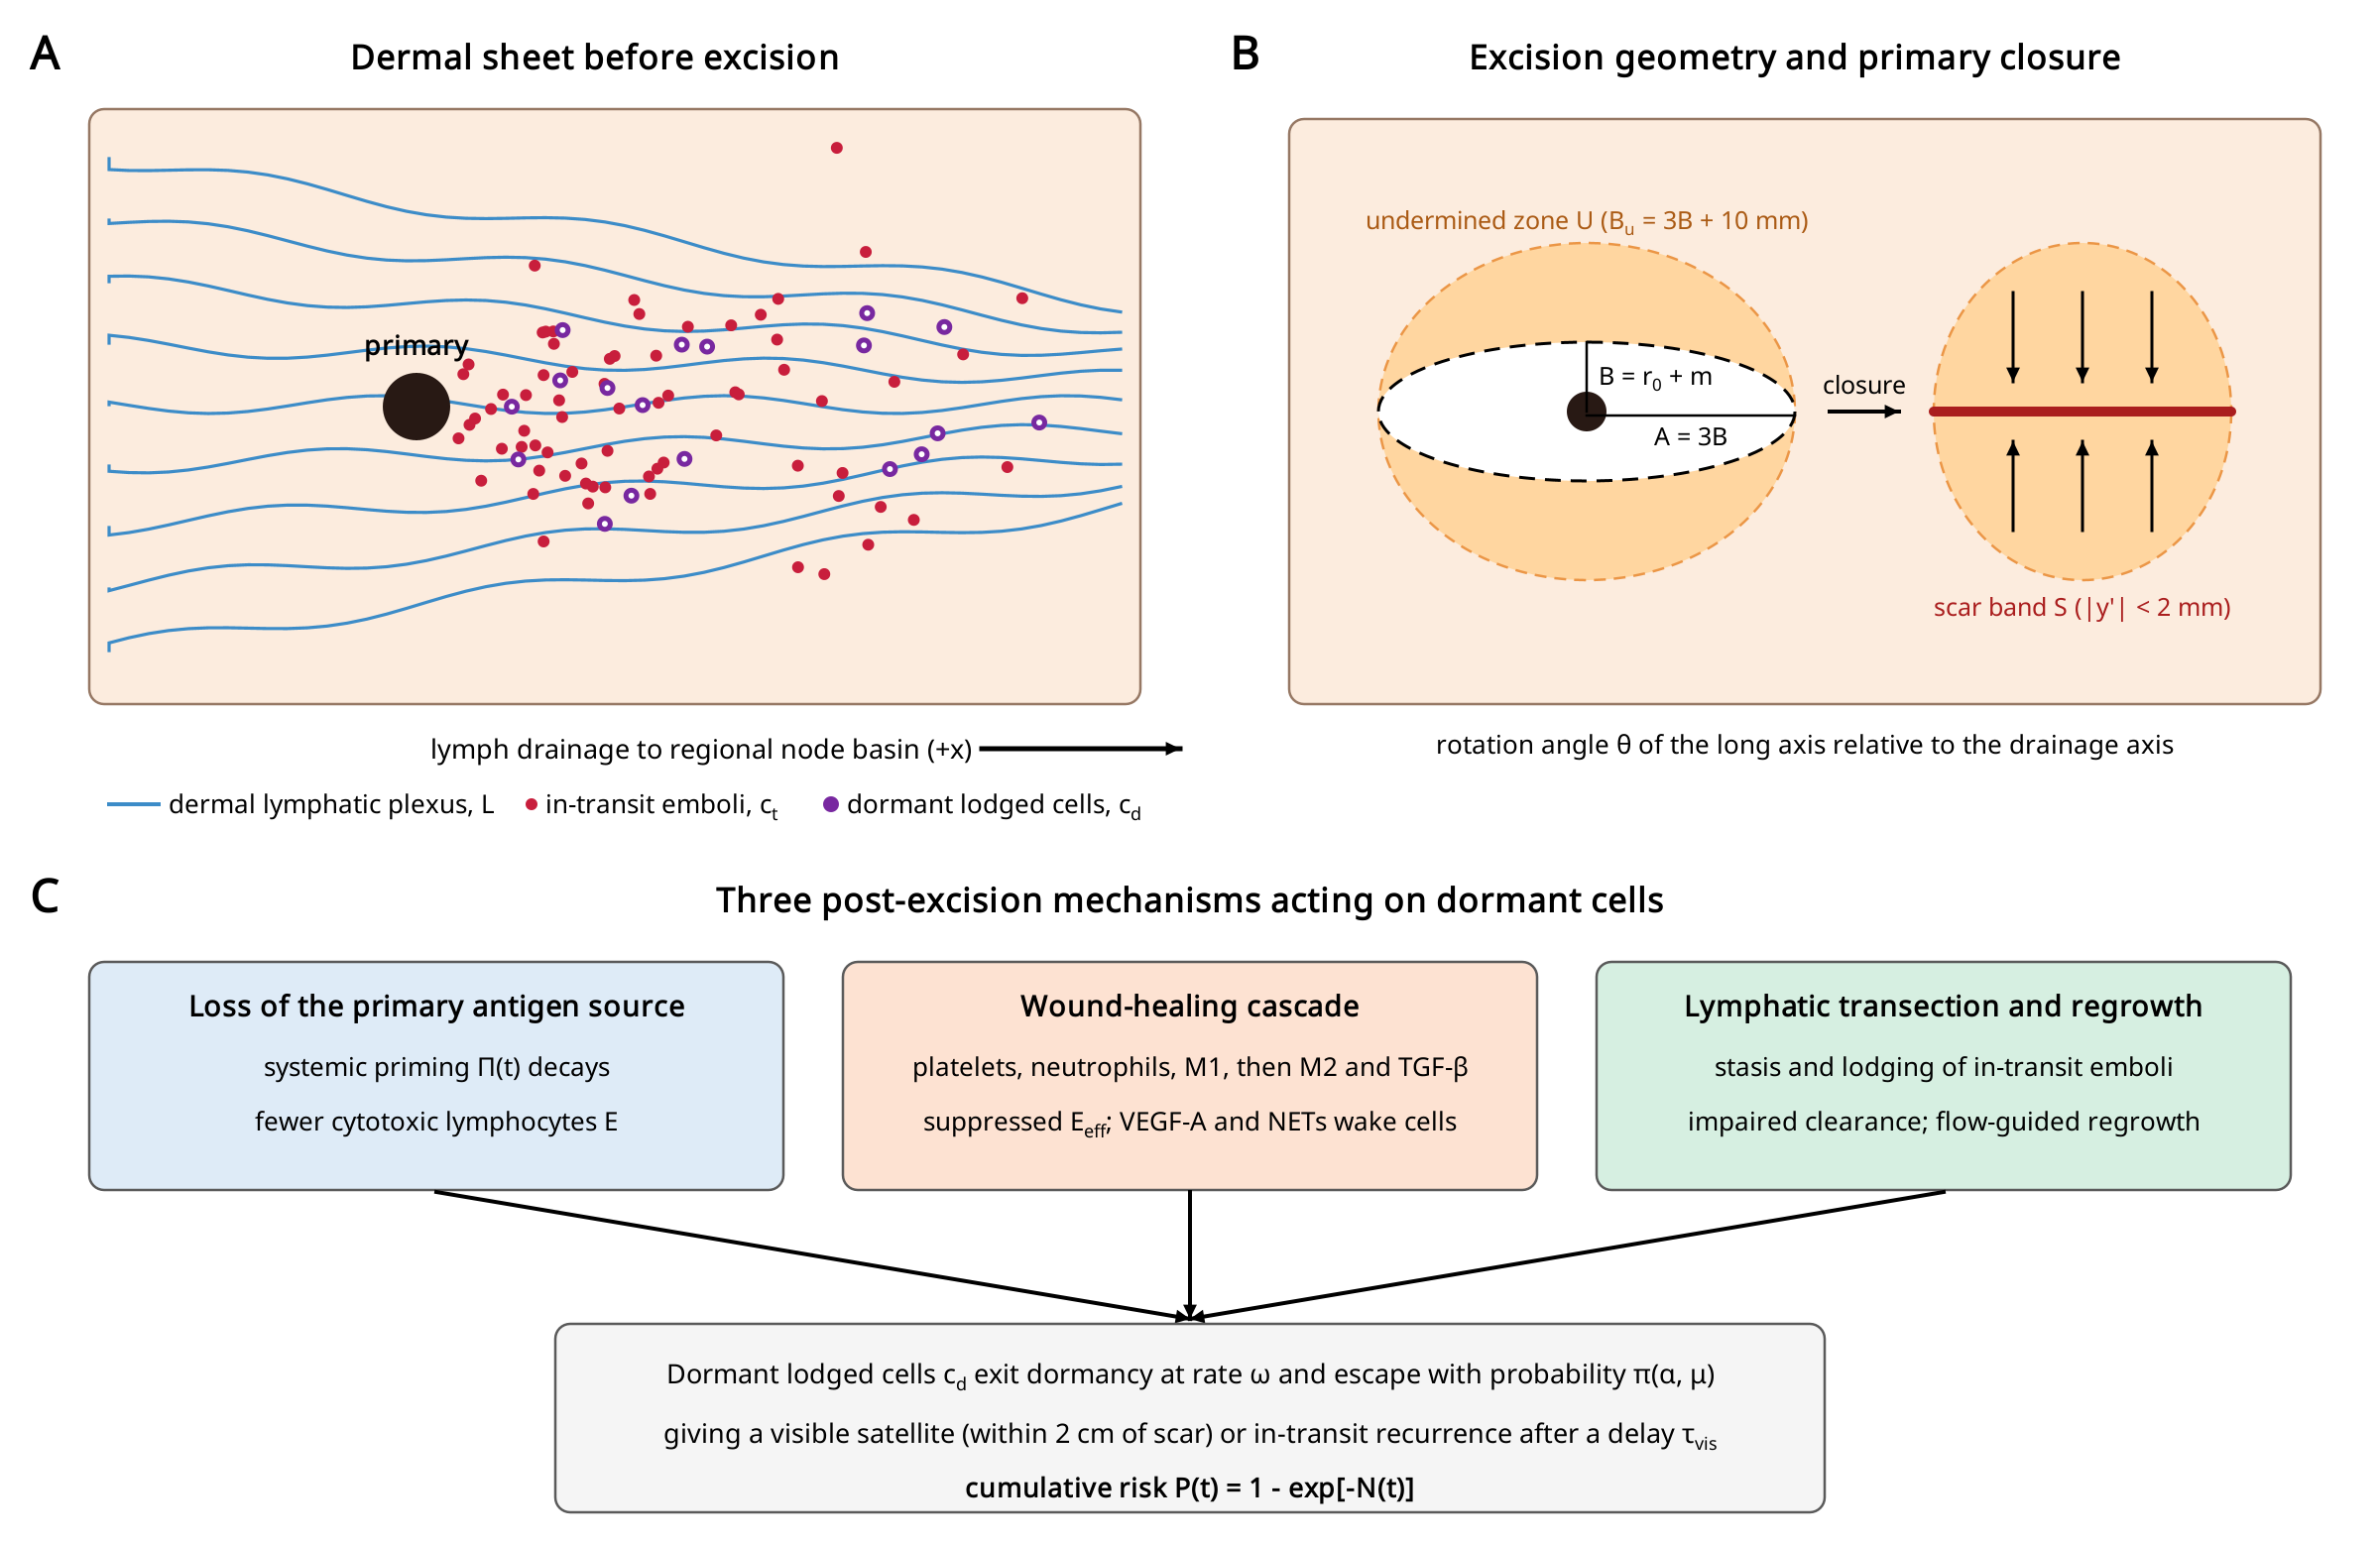 A
Dermal sheet before excision
primary
lymph drainage to regional node basin (+x)
dermal lymphatic plexus, L
in-transit emboli, cₜ
dormant lodged cells, c_d
B
Excision geometry and primary closure
undermined zone U (Bᵤ = 3B + 10 mm)
B = r₀ + m
A = 3B
closure
scar band S (|y'| < 2 mm)
rotation angle θ of the long axis relative to the drainage axis
C
Three post-excision mechanisms acting on dormant cells
Loss of the primary antigen source
systemic priming Π(t) decays
fewer cytotoxic lymphocytes E
Wound-healing cascade
platelets, neutrophils, M1, then M2 and TGF-β
suppressed E_eff; VEGF-A and NETs wake cells
Lymphatic transection and regrowth
stasis and lodging of in-transit emboli
impaired clearance; flow-guided regrowth
Dormant lodged cells c_d exit dormancy at rate ω and escape with probability π(α, μ)
giving a visible satellite (within 2 cm of scar) or in-transit recurrence after a delay τ_vis
cumulative risk P(t) = 1 - exp[-N(t)]